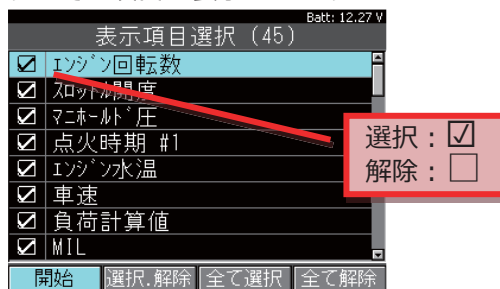 Batt: 12.27 V
表示項目選択 (45)
☑ ｴﾝｼﾞﾝ回転数
☑ ｽﾛｯﾄﾙ開度
☑ ﾏﾆﾎｰﾙﾄﾞ圧
☑ 点火時期 #1
☑ ｴﾝｼﾞﾝ水温
☑ 車速
☑ 負荷計算値
☑ MIL
選択：☑
解除：☐
開始 選択.解除 全て選択 全て解除